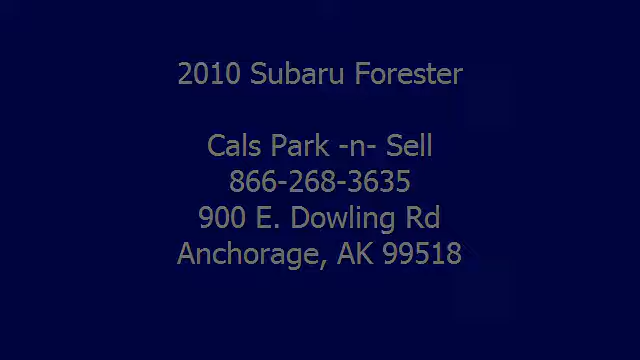 2010 Subaru Forester
Cals Park -n- Sell
866-268-3635
900 E. Dowling Rd
Anchorage, AK 99518